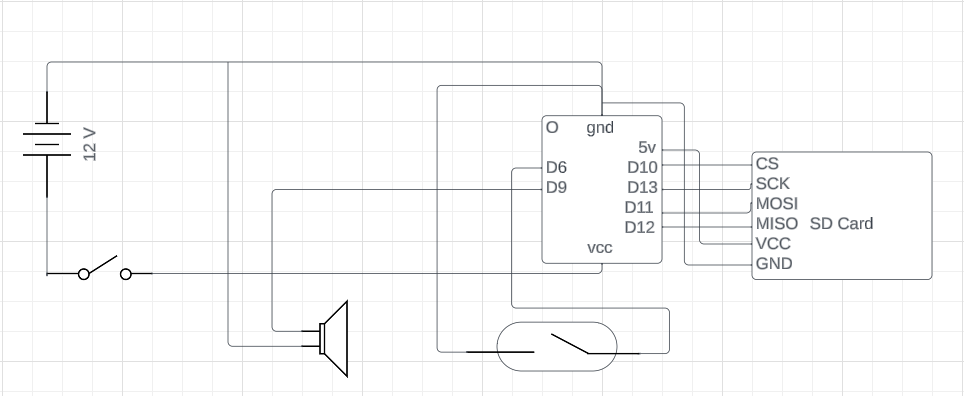 12 V
O gnd
5v
D6 D10
D9 D13
D11
D12
vcc
CS
SCK
MOSI
MISO SD Card
VCC
GND